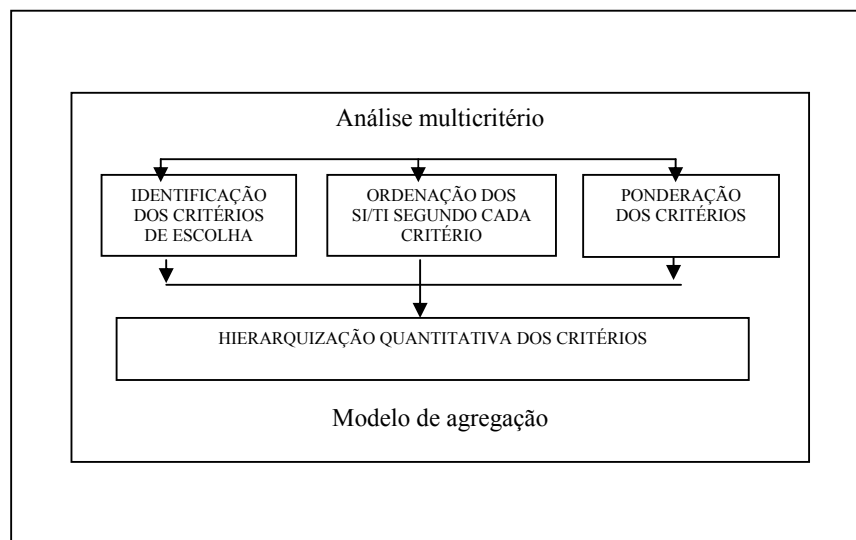 Análise multicritério
IDENTIFICAÇÃO
DOS CRITÉRIOS
DE ESCOLHA
ORDENAÇÃO DOS
SI/TI SEGUNDO CADA
CRITÉRIO
PONDERAÇÃO
DOS CRITÉRIOS
HIERARQUIZAÇÃO QUANTITATIVA DOS CRITÉRIOS
Modelo de agregação